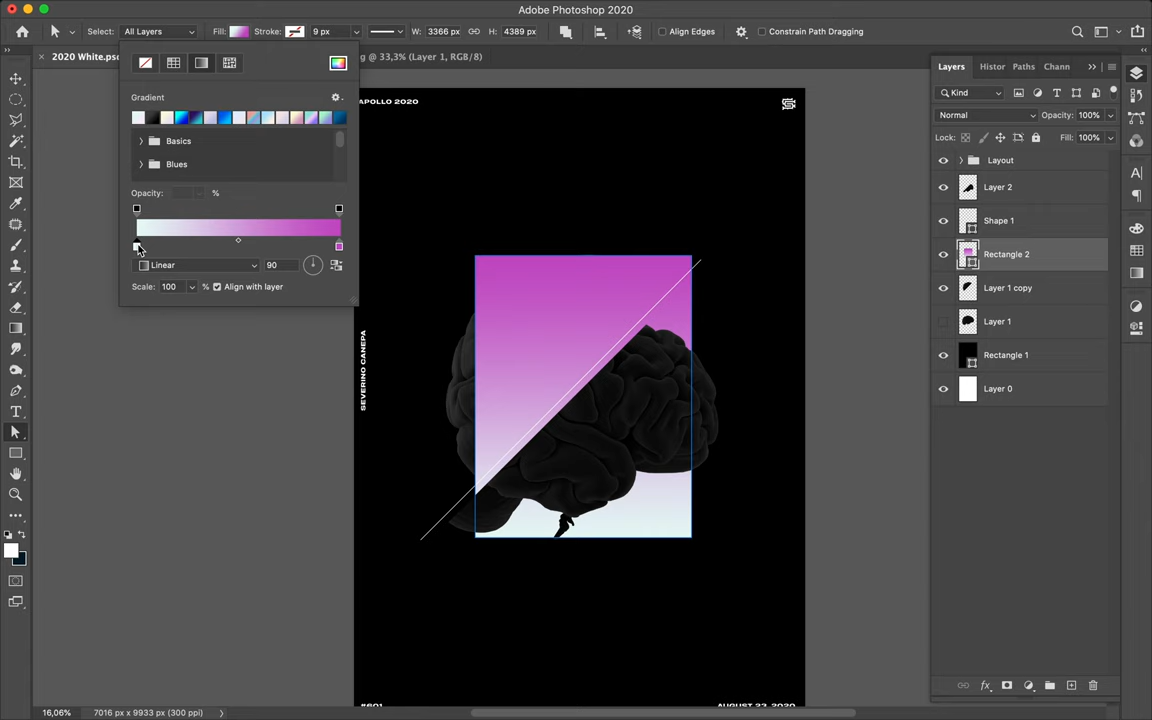 Adobe Photoshop 2020
Select: All Layers Fill: Stroke: 9 px W: 3366 px H: 4389 px Align Edges Constrain Path Dragging
2020 White.psd
g @ 33,3% (Layer 1, RGB/8)
Gradient
Basics
Blues
Opacity: %
Linear 90
Scale: 100 % Align with layer
APOLLO 2020
SEVERINO CANEPA
#601
AUGUST 23, 2020
Layers Histor Paths Chann
Kind
Normal Opacity: 100%
Lock: Fill: 100%
Layout
Layer 2
Shape 1
Rectangle 2
Layer 1 copy
Layer 1
Rectangle 1
Layer 0
16,06% 7016 px x 9933 px (300 ppi)